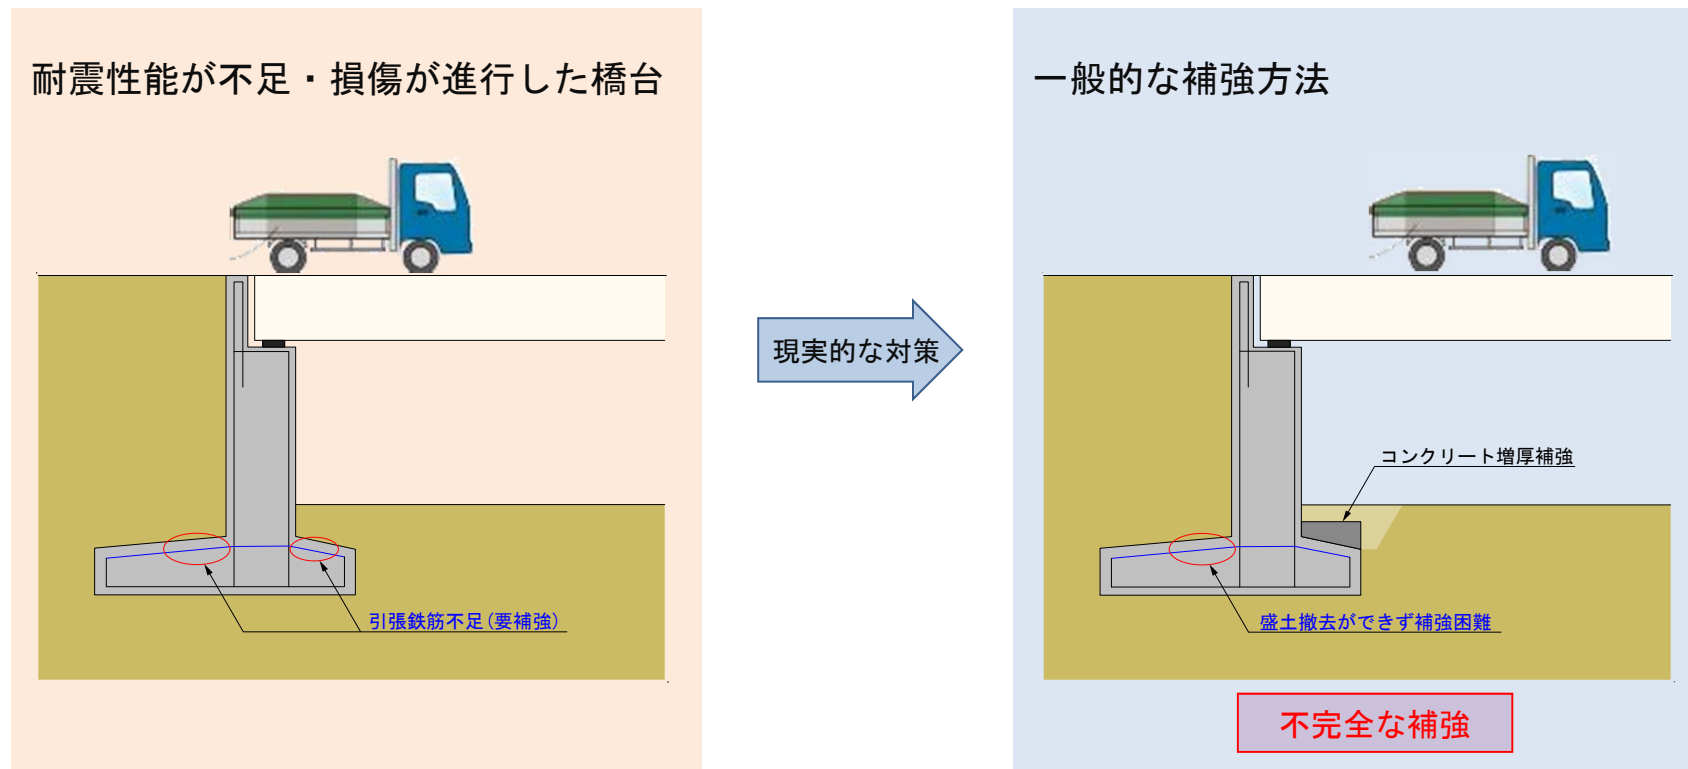 耐震性能が不足・損傷が進行した橋台
引張鉄筋不足(要補強)
現実的な対策
一般的な補強方法
コンクリート増厚補強
盛土撤去ができず補強困難
不完全な補強